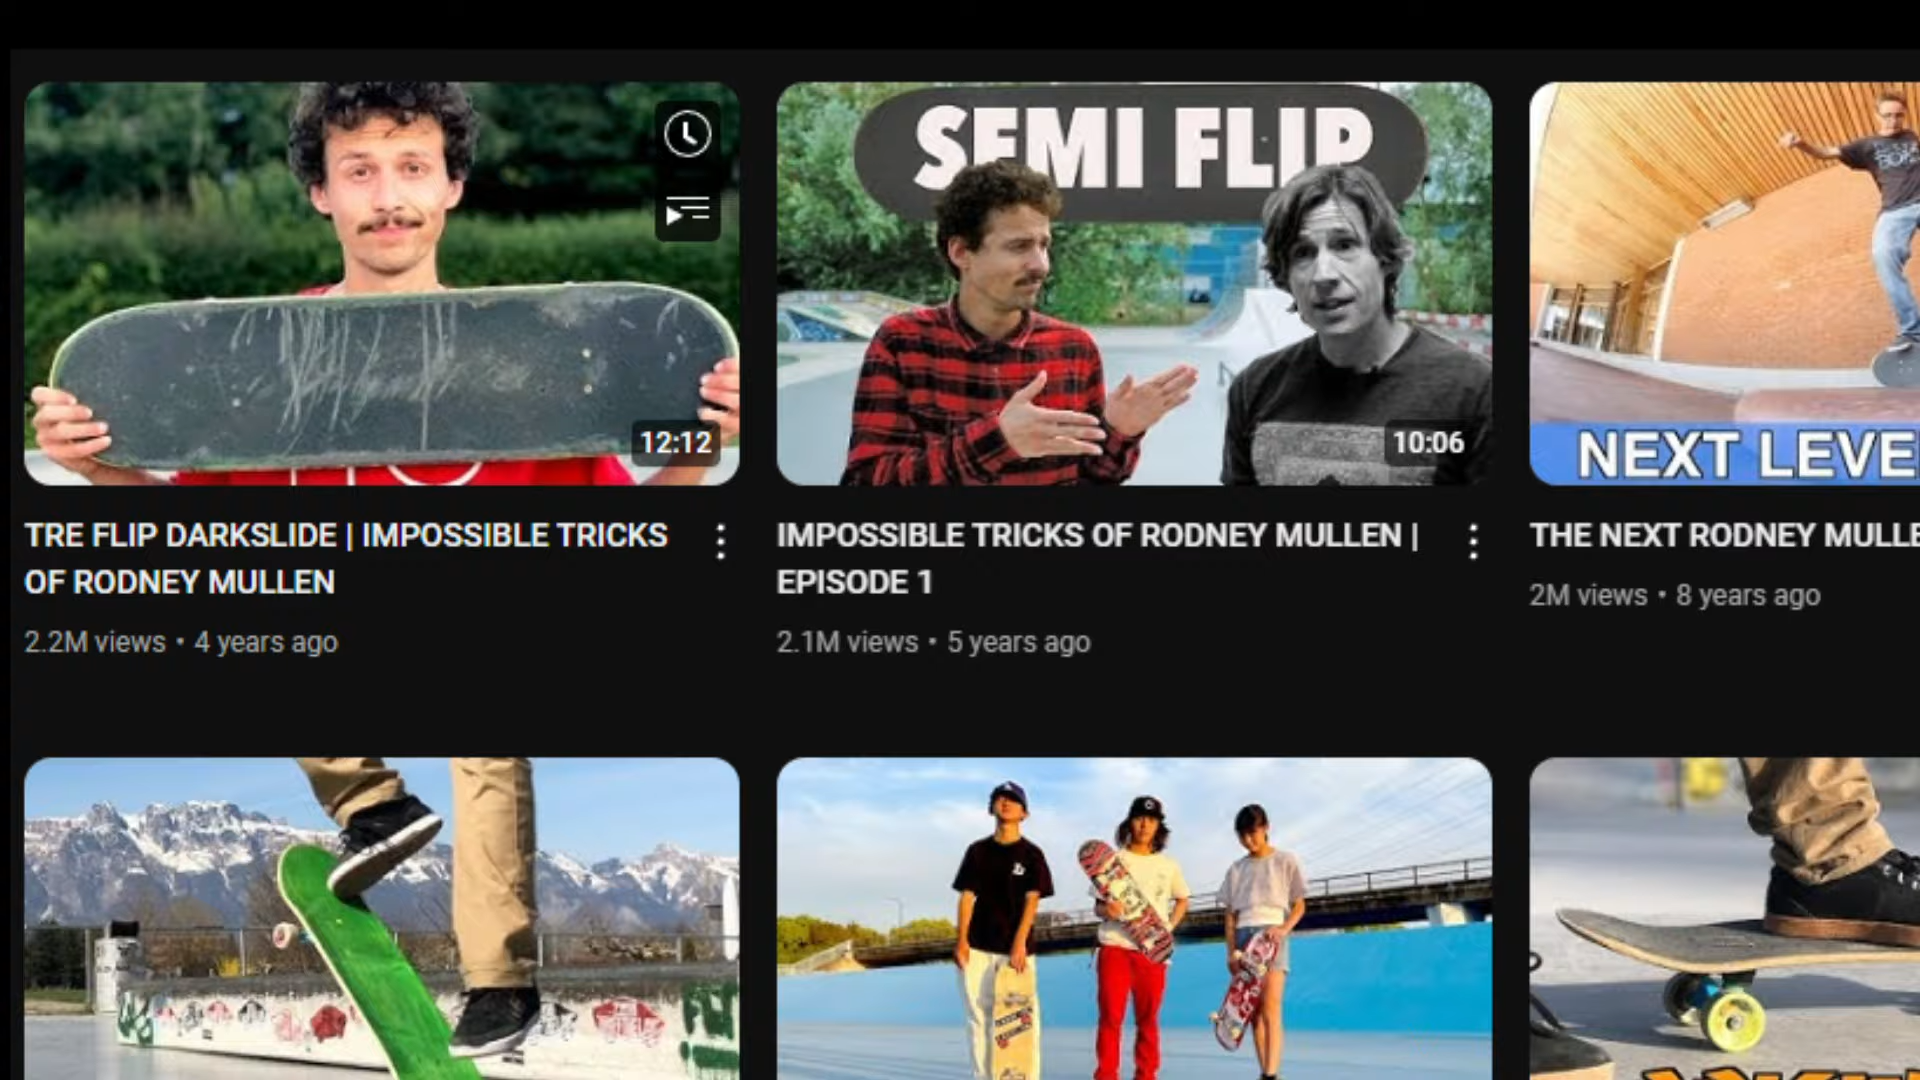 SEMI FLIP
12:12
10:06
NEXT LEVE
TRE FLIP DARKSLIDE | IMPOSSIBLE TRICKS
OF RODNEY MULLEN
2.2M views • 4 years ago
IMPOSSIBLE TRICKS OF RODNEY MULLEN |
EPISODE 1
2.1M views • 5 years ago
THE NEXT RODNEY MULLE
2M views • 8 years ago